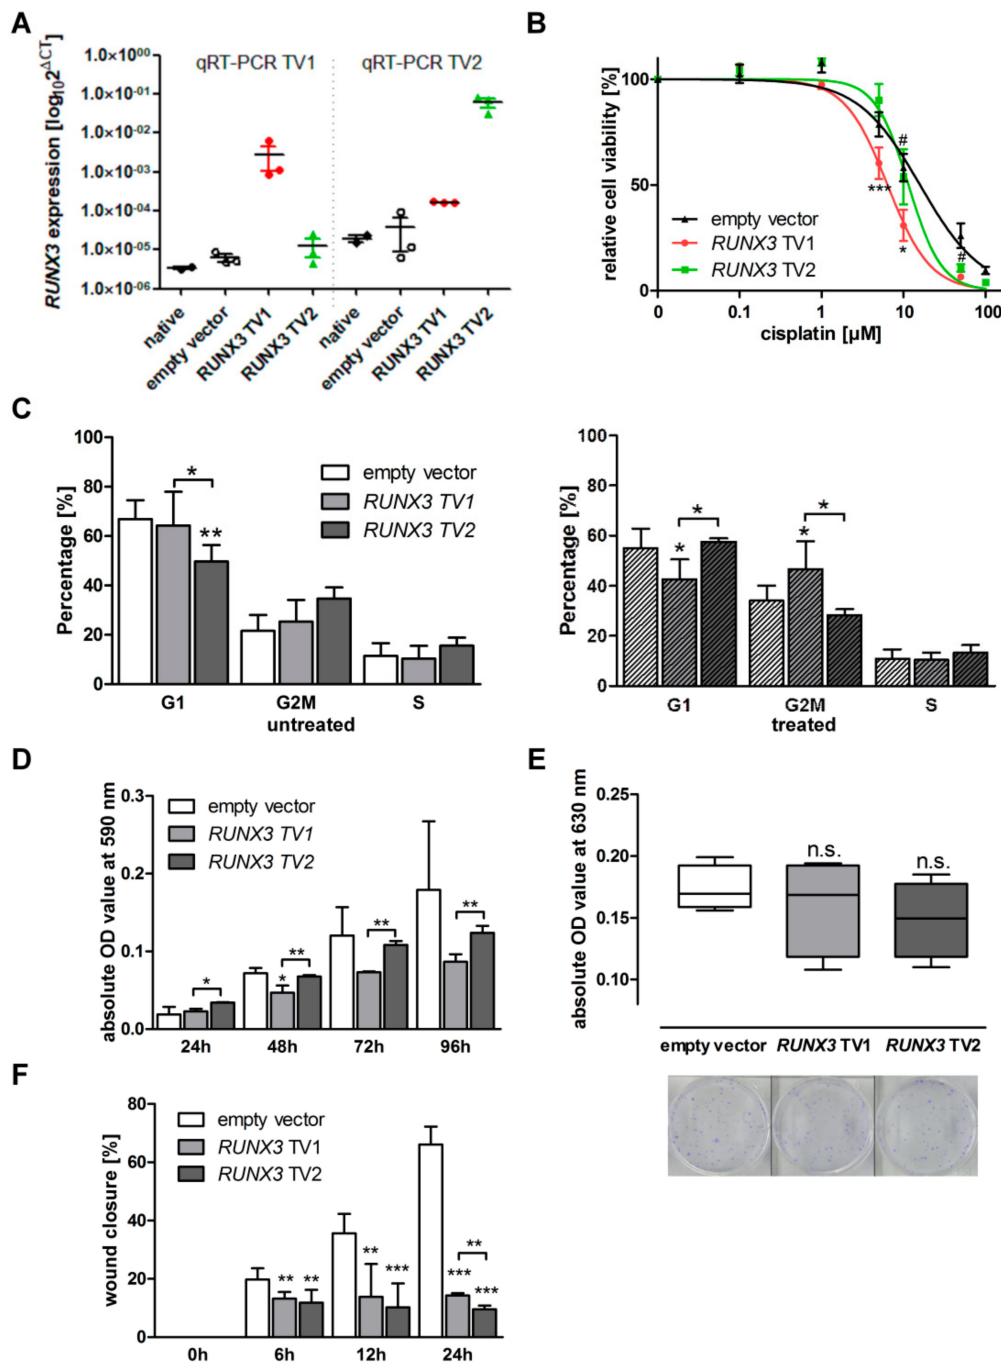 A
RUNX3 expression [log₁₀2^ΔCT]
qRT-PCR TV1
qRT-PCR TV2
1.0×10⁰⁰
1.0×10⁻⁰¹
1.0×10⁻⁰²
1.0×10⁻⁰³
1.0×10⁻⁰⁴
1.0×10⁻⁰⁵
1.0×10⁻⁰⁶
native
empty vector
RUNX3 TV1
RUNX3 TV2
native
empty vector
RUNX3 TV1
RUNX3 TV2
B
relative cell viability [%]
100
50
0
#
***
*
#
empty vector
RUNX3 TV1
RUNX3 TV2
0 0.1 1 10 100
cisplatin [µM]
C
Percentage [%]
100
80
60
40
20
0
*
**
empty vector
RUNX3 TV1
RUNX3 TV2
G1 G2M S
untreated
Percentage [%]
100
80
60
40
20
0
*
*
*
*
G1 G2M S
treated
D
absolute OD value at 590 nm
0.3
0.2
0.1
0.0
empty vector
RUNX3 TV1
RUNX3 TV2
*
*
**
**
**
24h 48h 72h 96h
E
absolute OD value at 630 nm
0.25
0.20
0.15
0.10
n.s.
n.s.
empty vector RUNX3 TV1 RUNX3 TV2
F
wound closure [%]
80
60
40
20
0
empty vector
RUNX3 TV1
RUNX3 TV2
** **
** ***
**
*** ***
0h 6h 12h 24h